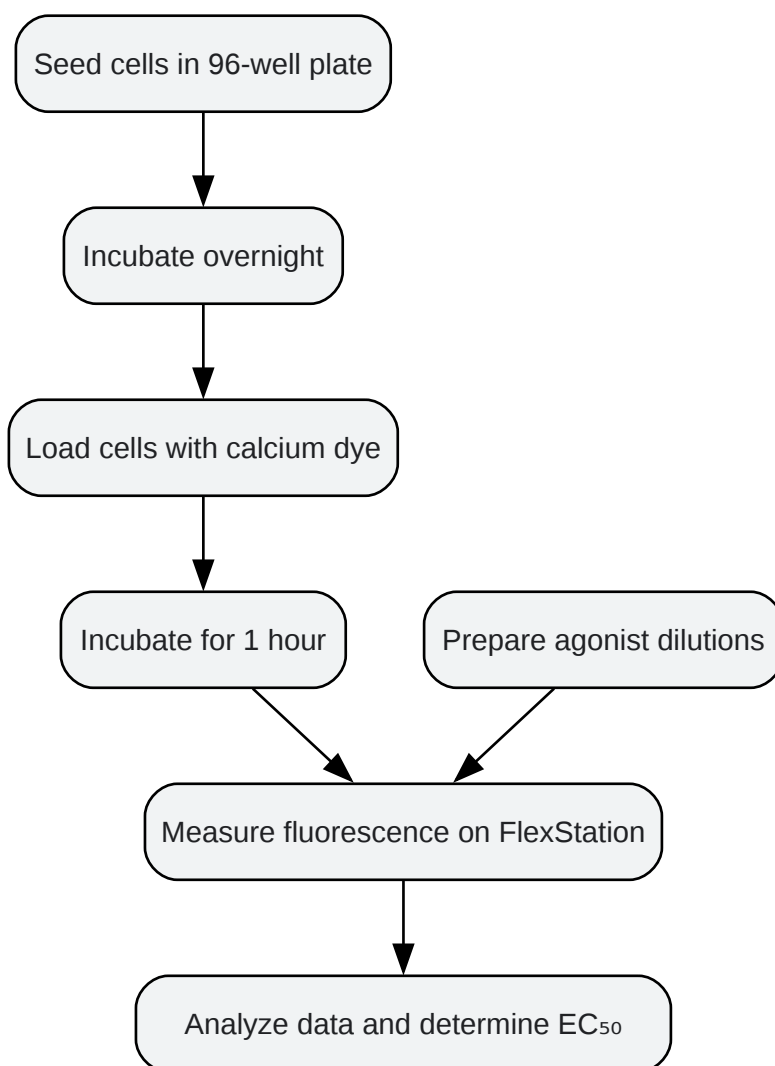 Seed cells in 96-well plate
Incubate overnight
Load cells with calcium dye
Incubate for 1 hour
Prepare agonist dilutions
Measure fluorescence on FlexStation
Analyze data and determine EC₅₀